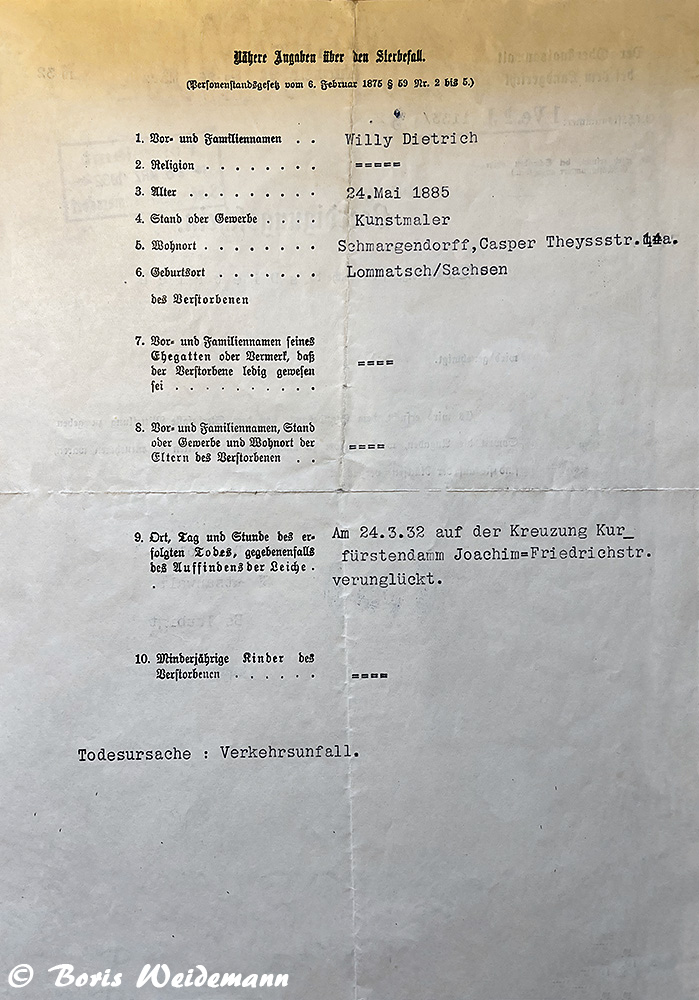 Nähere Angaben über den Sterbefall.
(Personenstandsgesetz vom 6. Februar 1875 § 59 Nr. 2 bis 5.)
1. Vor- und Familiennamen . . Willy Dietrich
2. Religion . . . . . . . . =====
3. Alter . . . . . . . . . 24.Mai 1885
4. Stand oder Gewerbe . . . . Kunstmaler
5. Wohnort . . . . . . . . Schmargendorff,Casper Theyssstr.14a.
6. Geburtsort . . . . . . . Lommatsch/Sachsen
des Verstorbenen
7. Vor- und Familiennamen seines
Ehegatten oder Vermerk, daß
der Verstorbene ledig gewesen ====
sei . . . . . . . . . .
8. Vor- und Familiennamen, Stand
oder Gewerbe und Wohnort der ====
Eltern des Verstorbenen . .
9. Ort, Tag und Stunde des er- Am 24.3.32 auf der Kreuzung Kur_
folgten Todes, gegebenenfalls fürstendamm Joachim=Friedrichstr.
des Auffindens der Leiche . verunglückt.
10. Minderjährige Kinder des
Verstorbenen . . . . . . ====
Todesursache : Verkehrsunfall.
© Boris Weidemann